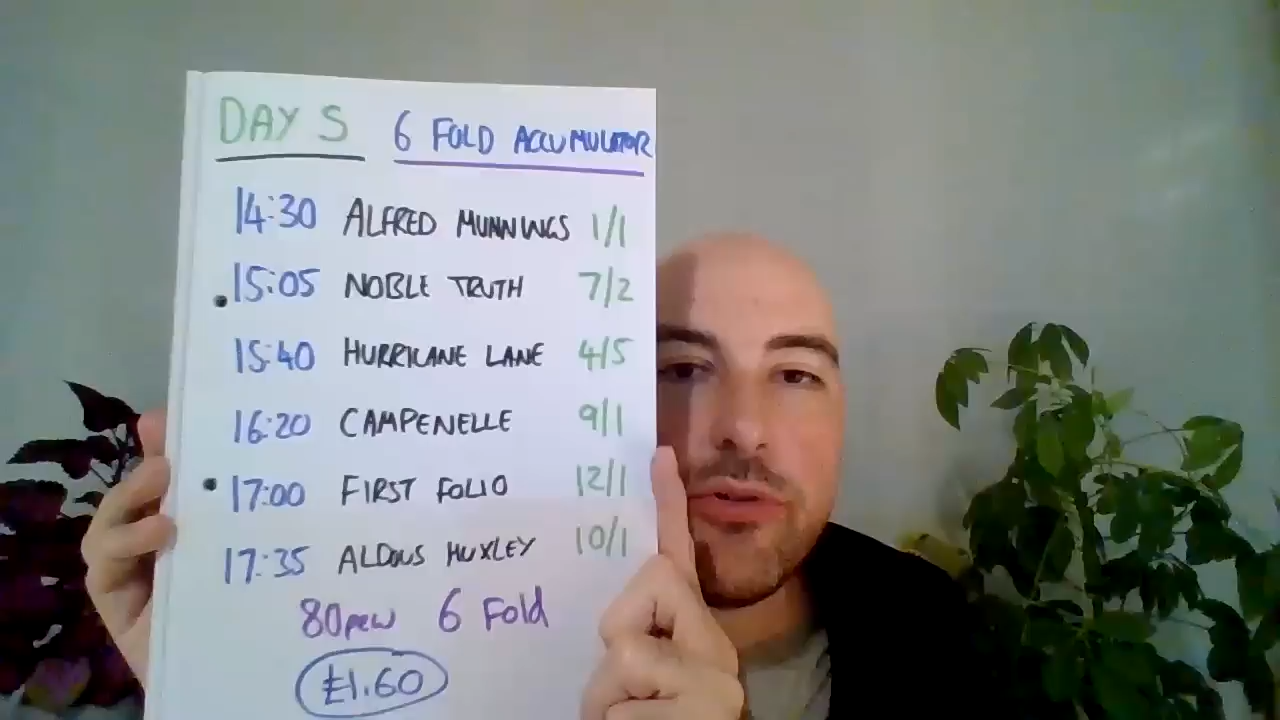 DAY 5 6 FOLD ACCUMULATOR
14:30 ALFRED MUNNINGS 1/1
15:05 NOBLE TRUTH 7/2
15:40 HURRICANE LANE 4/5
16:20 CAMPENELLE 9/1
17:00 FIRST FOLIO 12/1
17:35 ALDOUS HUXLEY 10/1
80p ew 6 Fold
£1.60